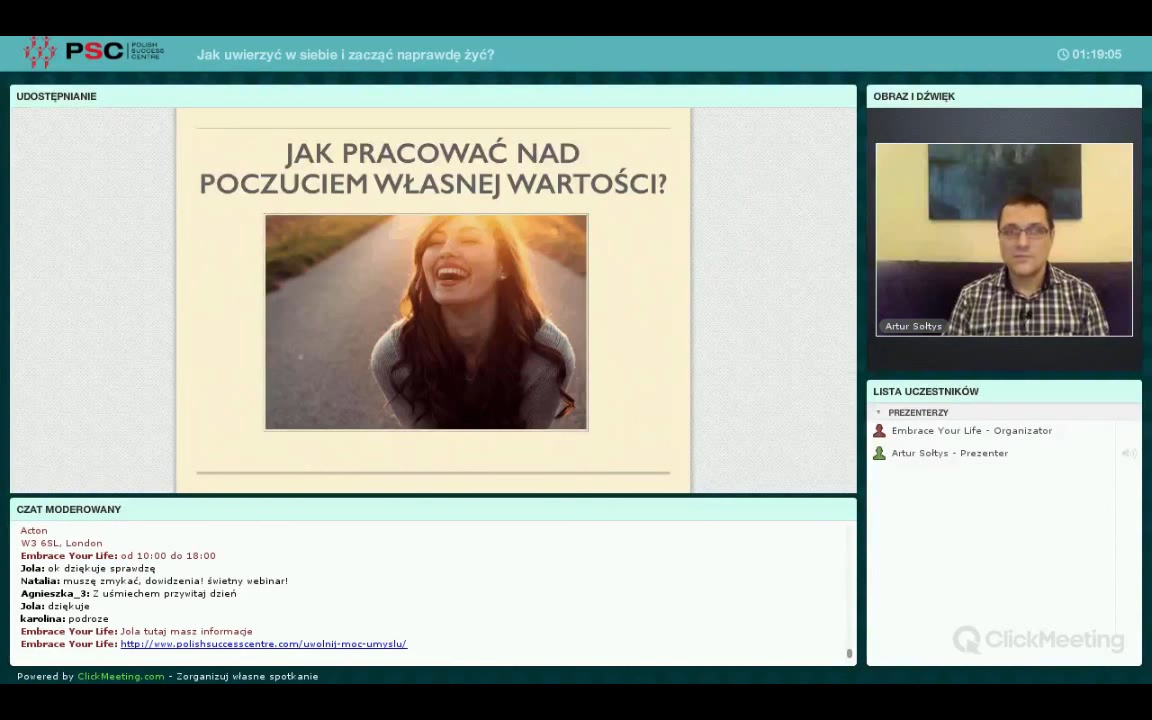 PSC POLISH SUCCESS CENTRE
Jak uwierzyć w siebie i zacząć naprawdę żyć?
01:19:05
UDOSTĘPNIANIE
JAK PRACOWAĆ NAD
POCZUCIEM WŁASNEJ WARTOŚCI?
OBRAZ I DŹWIĘK
Artur Sołtys
LISTA UCZESTNIKÓW
PREZENTERZY
Embrace Your Life - Organizator
Artur Sołtys - Prezenter
CZAT MODEROWANY
Acton
W3 6SL, London
Embrace Your Life: od 10:00 do 18:00
Jola: ok dziękuje sprawdzę
Natalia: muszę zmykać, dowidzenia! świetny webinar!
Agnieszka_3: Z uśmiechem przywitaj dzień
Jola: dziękuje
karolina: podroze
Embrace Your Life: Jola tutaj masz informacje
Embrace Your Life: http://www.polishsuccesscentre.com/uwolnij-moc-umyslu/
ClickMeeting
Powered by ClickMeeting.com - Zorganizuj własne spotkanie